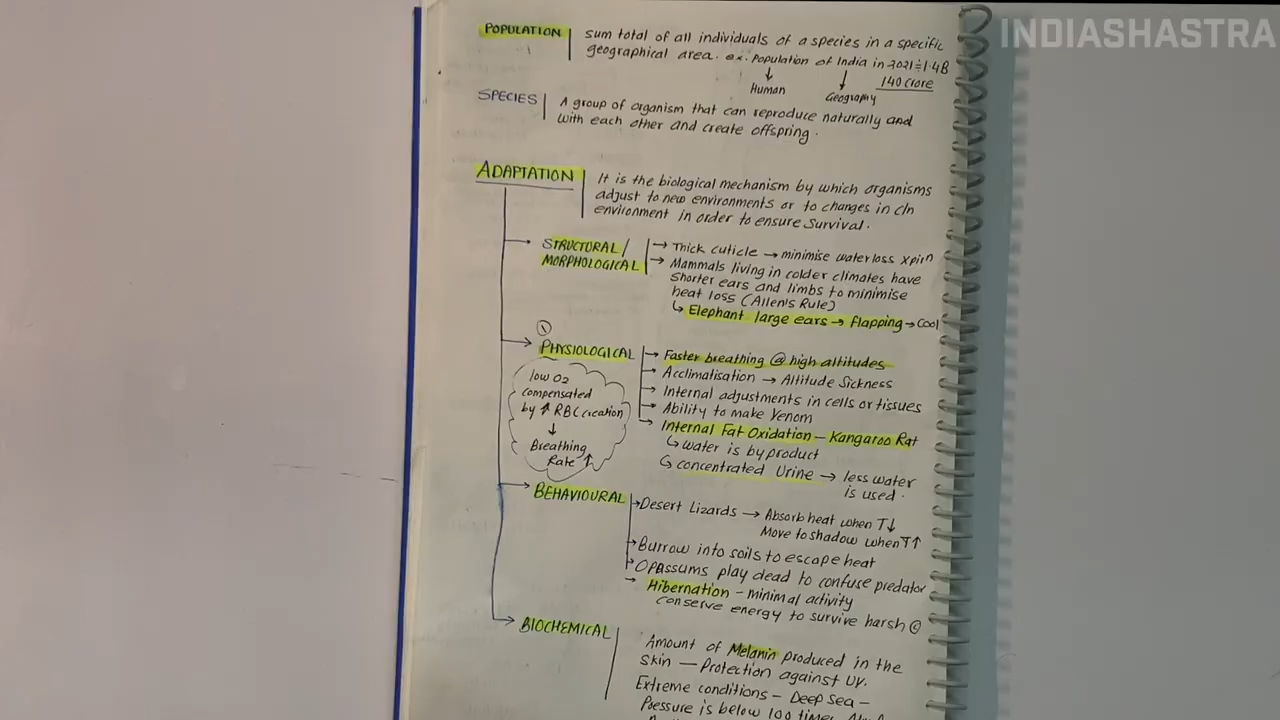 INDIASHASTRA
POPULATION
sum total of all individuals of a species in a specific
geographical area. ex. Population of India in 2021 ≑ 1.4B
↓ Human
↓ Geography
140 Crore
SPECIES
A group of organism that can reproduce naturally and
with each other and create offspring.
ADAPTATION
It is the biological mechanism by which organisms
adjust to new environments or to changes in c/n
environment in order to ensure Survival.
→ STRUCTURAL /
MORPHOLOGICAL
→ Thick cuticle → minimise waterloss xpirn
→ Mammals living in colder climates have
shorter ears and limbs to minimise
heat loss (Allen's Rule)
↳ Elephant large ears → Flapping → Cool
①
→ PHYSIOLOGICAL
→ Faster breathing @ high altitudes
→ Acclimalisation → Altitude Sickness
→ Internal adjustments in cells or tissues
→ Ability to make Venom
→ Internal Fat Oxidation – Kangaroo Rat
↳ water is by product
↳ concentrated Urine → less water
is used.
low O2
compensated
by ↑ RBC creation
↓
Breathing
Rate ↑
→ BEHAVIOURAL
→ Desert Lizards → Absorb heat when T↓
Move to shadow when T↑
→ Burrow into soils to escape heat
→ Opassums play dead to confuse predator
→ Hibernation – minimal activity
conserve energy to survive harsh ©
→ BIOCHEMICAL
Amount of Melanin produced in the
skin — Protection against UV.
Extreme conditions – Deep Sea –
Pressure is below 100 times